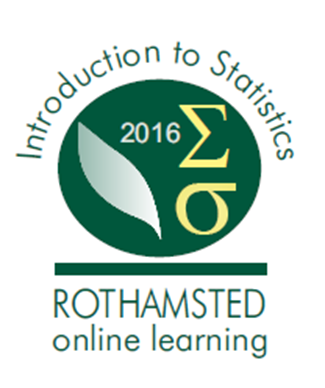 Introduction to Statistics
2016
Σ
σ
ROTHAMSTED
online learning